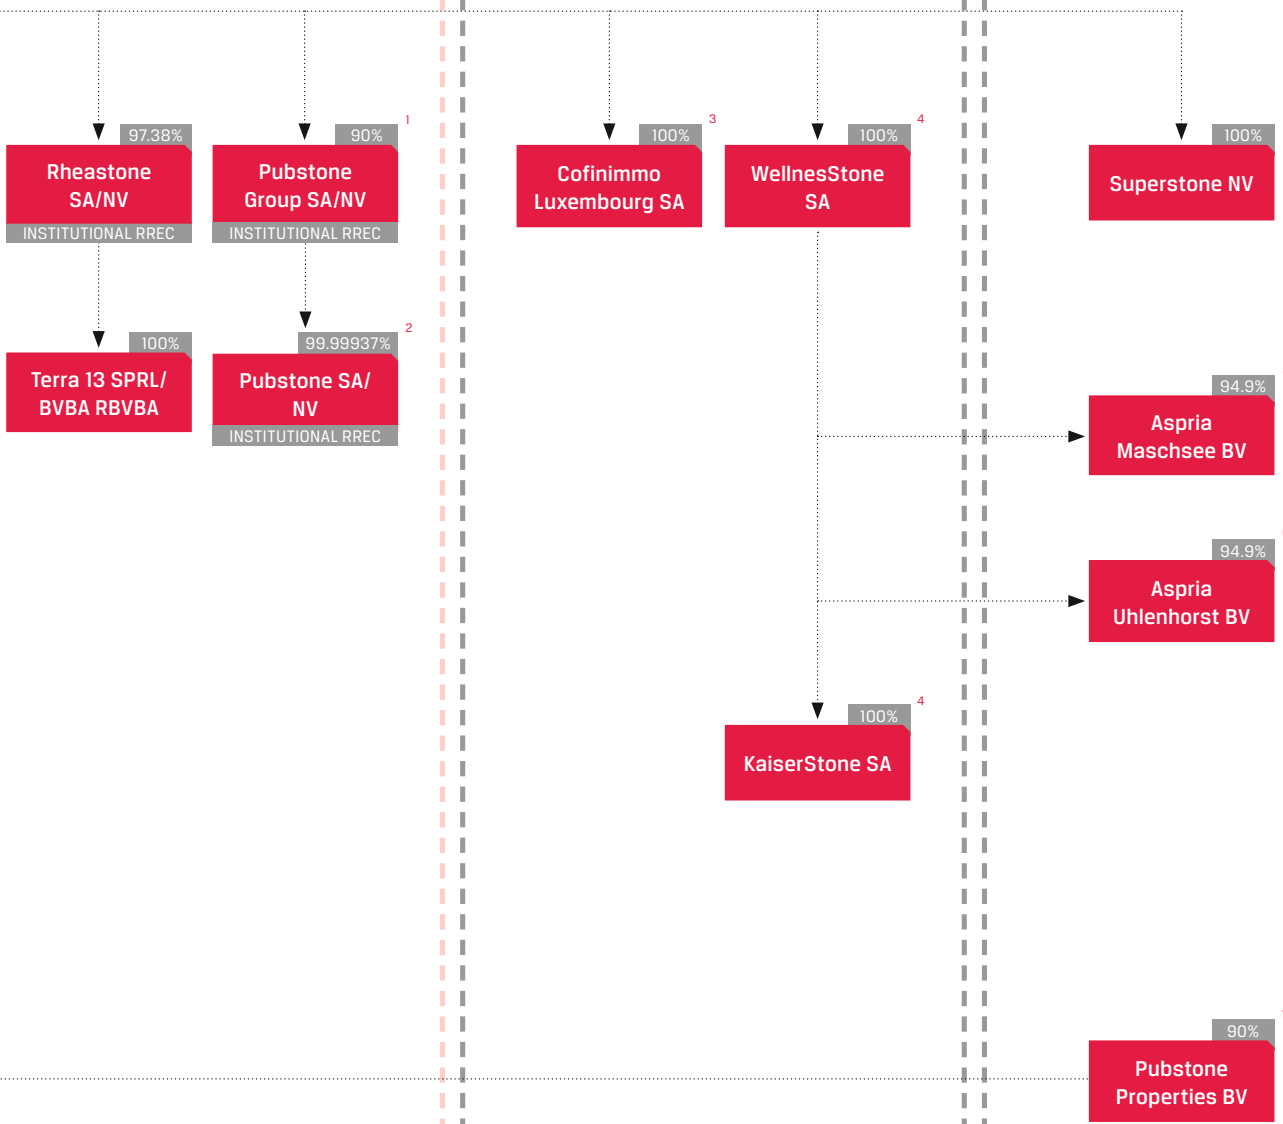 97.38%
Rheastone
SA/NV
INSTITUTIONAL RREC
90%
1
Pubstone
Group SA/NV
INSTITUTIONAL RREC
100%
3
Cofinimmo
Luxembourg SA
100%
4
WellnesStone
SA
100%
Superstone NV
100%
Terra 13 SPRL/
BVBA RBVBA
99.99937%
2
Pubstone SA/
NV
INSTITUTIONAL RREC
94.9%
Aspria
Maschsee BV
94.9%
Aspria
Uhlenhorst BV
100%
4
KaiserStone SA
90%
Pubstone
Properties BV